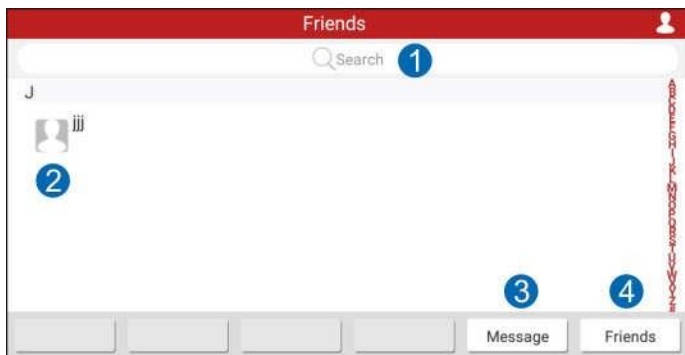 Friends
Search 1
J
jjj
2
A
B
C
D
E
F
G
H
I
J
K
L
M
N
O
P
Q
R
S
T
U
V
W
X
Y
Z
#
3 4
Message Friends